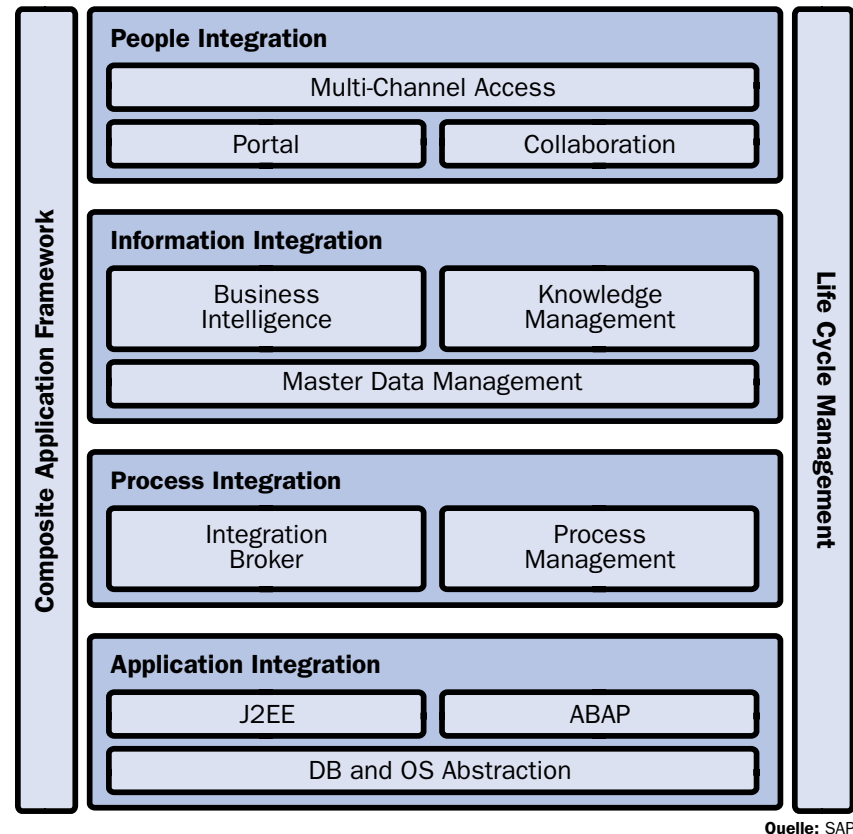 Composite Application Framework
People Integration
Multi-Channel Access
Portal
Collaboration
Information Integration
Business
Intelligence
Knowledge
Management
Master Data Management
Process Integration
Integration
Broker
Process
Management
Application Integration
J2EE
ABAP
DB and OS Abstraction
Life Cycle Management
Quelle: SAP